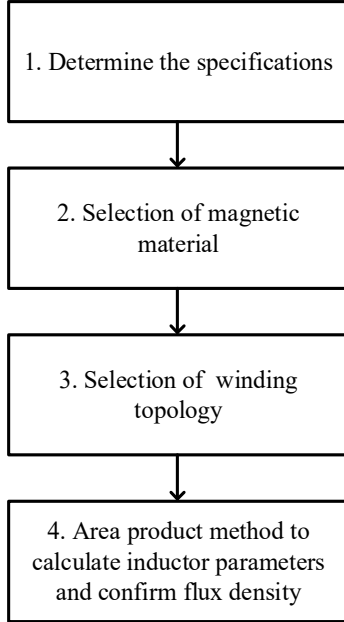 1. Determine the specifications
2. Selection of magnetic
material
3. Selection of winding
topology
4. Area product method to
calculate inductor parameters
and confirm flux density